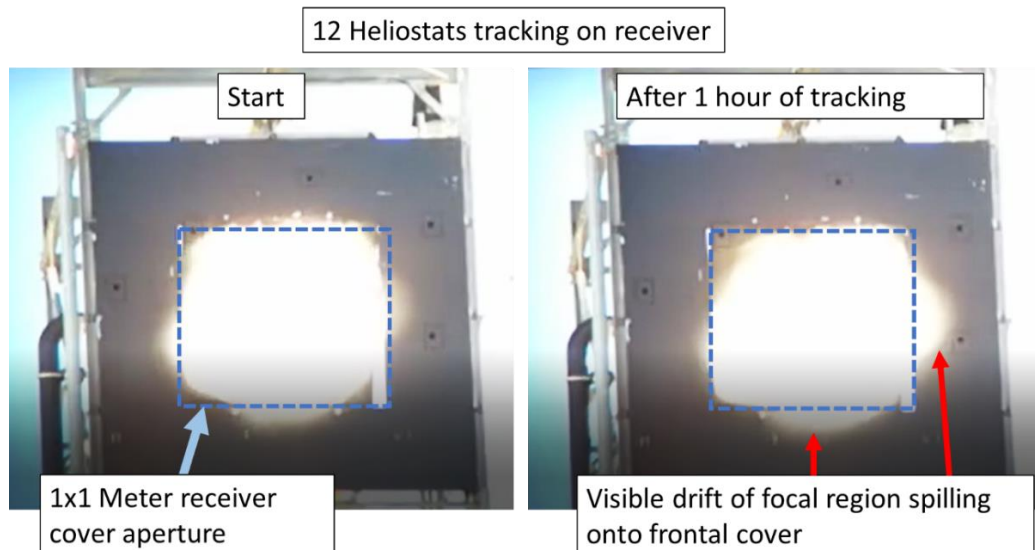 12 Heliostats tracking on receiver
Start
After 1 hour of tracking
1x1 Meter receiver
cover aperture
Visible drift of focal region spilling
onto frontal cover